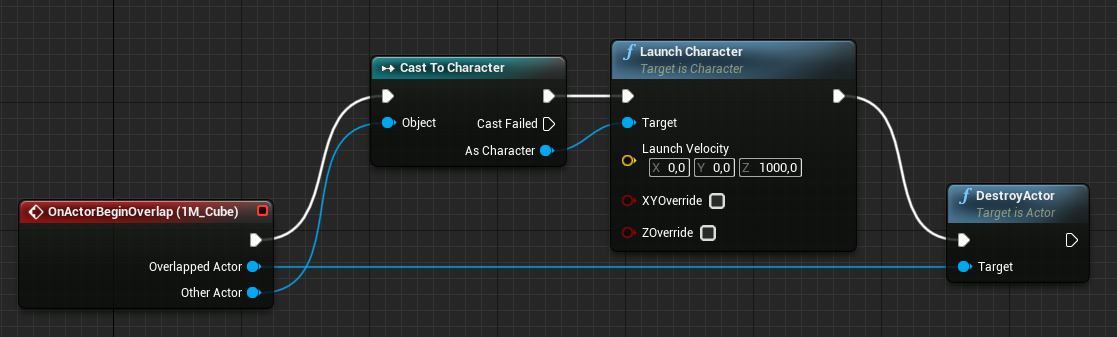 OnActorBeginOverlap (1M_Cube)
Overlapped Actor
Other Actor
Cast To Character
Object
Cast Failed
As Character
Launch Character
Target is Character
Target
Launch Velocity
X 0,0 Y 0,0 Z 1000,0
XYOverride
ZOverride
DestroyActor
Target is Actor
Target